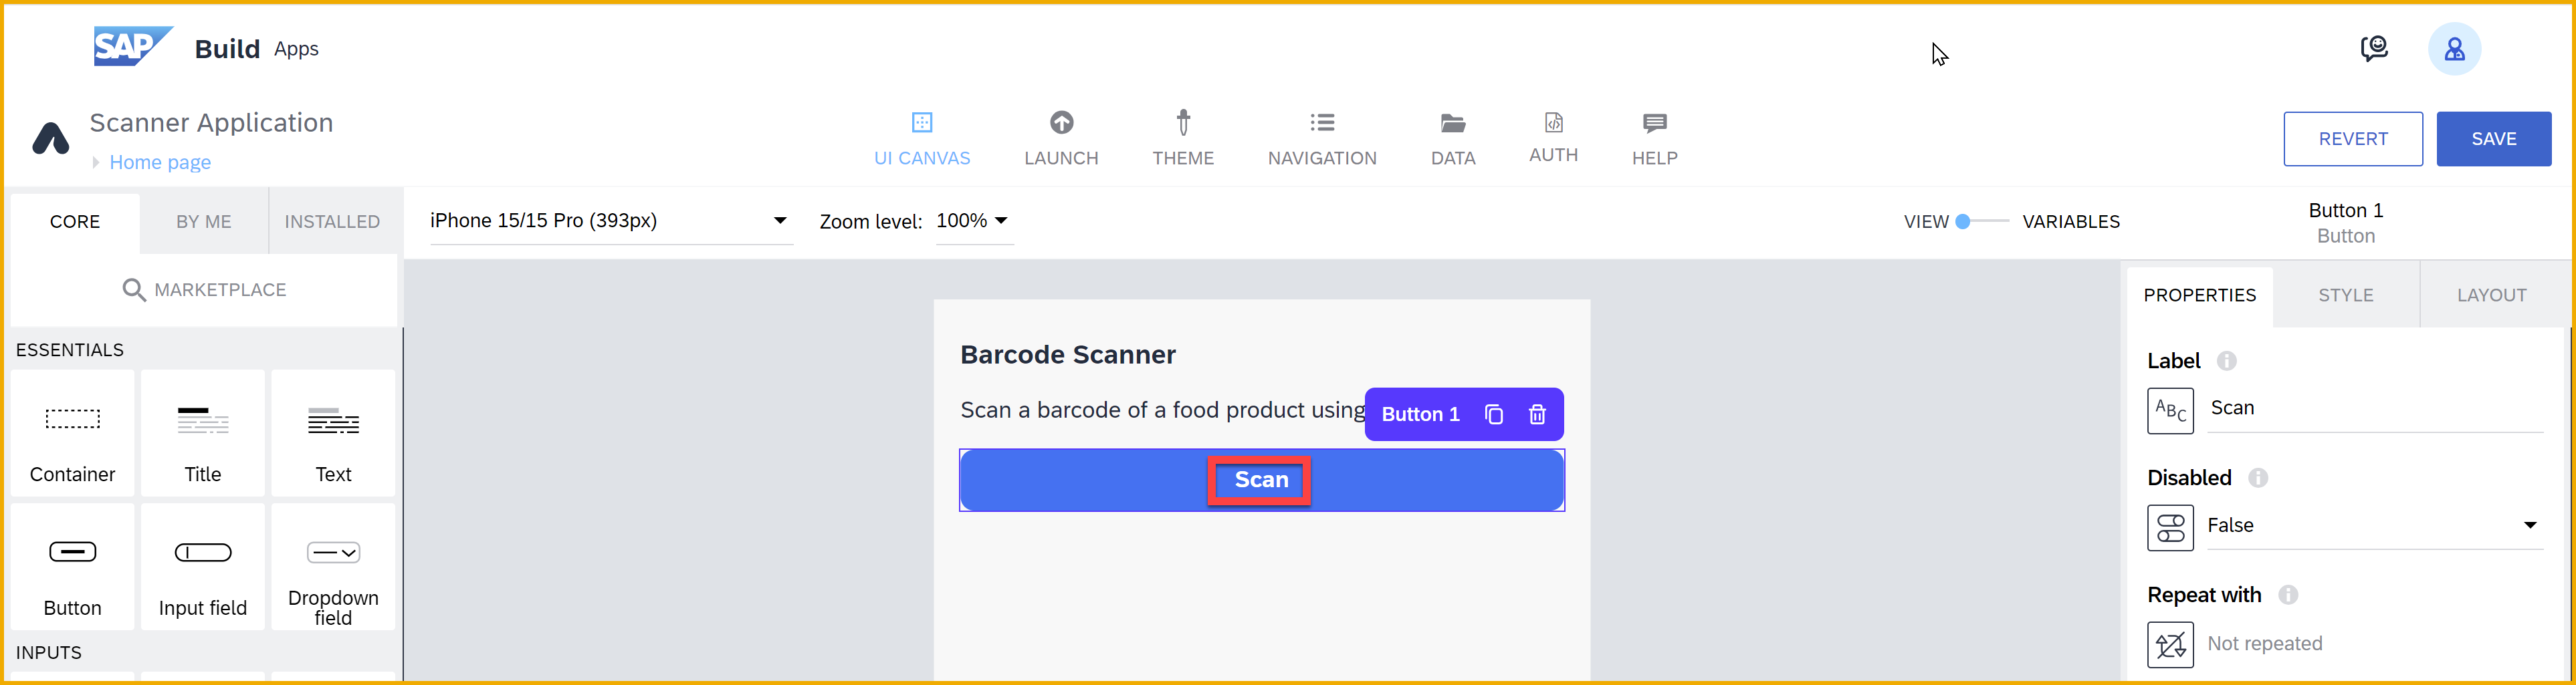 SAP Build Apps
Scanner Application
Home page
UI CANVAS
LAUNCH
THEME
NAVIGATION
DATA
AUTH
HELP
REVERT
SAVE
CORE
BY ME
INSTALLED
MARKETPLACE
ESSENTIALS
Container
Title
Text
Button
Input field
Dropdown
field
INPUTS
iPhone 15/15 Pro (393px)
Zoom level: 100%
VIEW
VARIABLES
Barcode Scanner
Scan a barcode of a food product using
Button 1
Scan
Button 1
Button
PROPERTIES
STYLE
LAYOUT
Label
ABC
Scan
Disabled
False
Repeat with
Not repeated